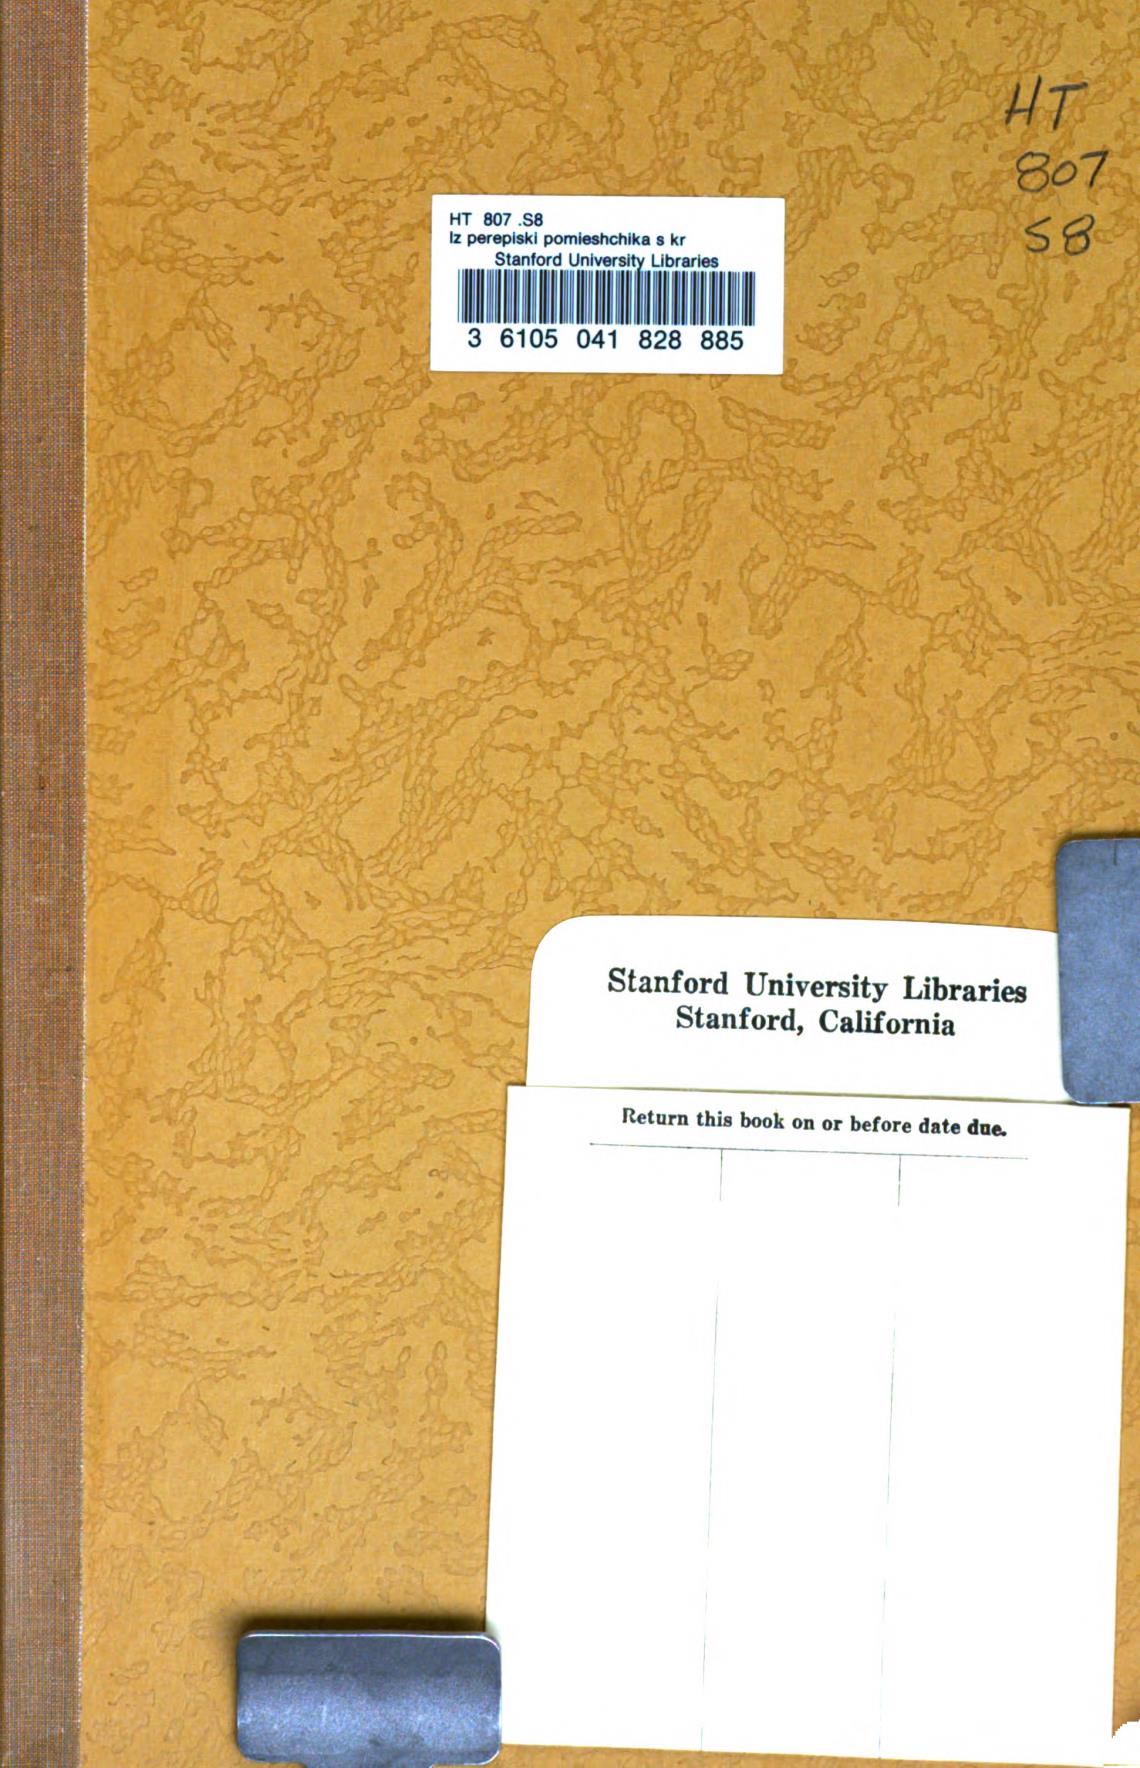 HT
807
S8
HT 807 .S8
Iz perepiski pomieshchika s kr
Stanford University Libraries
3 6105 041 828 885
Stanford University Libraries
Stanford, California
Return this book on or before date due.